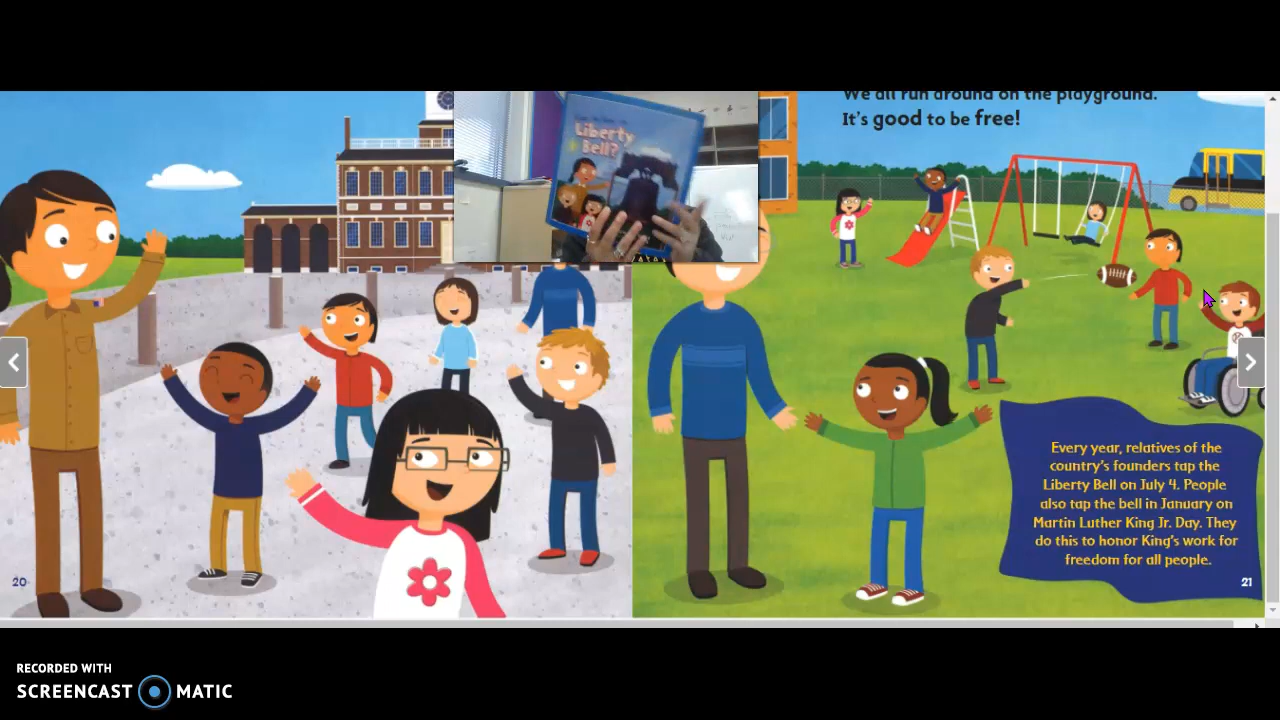 We all run around on the playground.
It's good to be free!
Liberty
Bell?
Every year, relatives of the
country's founders tap the
Liberty Bell on July 4. People
also tap the bell in January on
Martin Luther King Jr. Day. They
do this to honor King's work for
freedom for all people.
20
21
RECORDED WITH
SCREENCAST MATIC